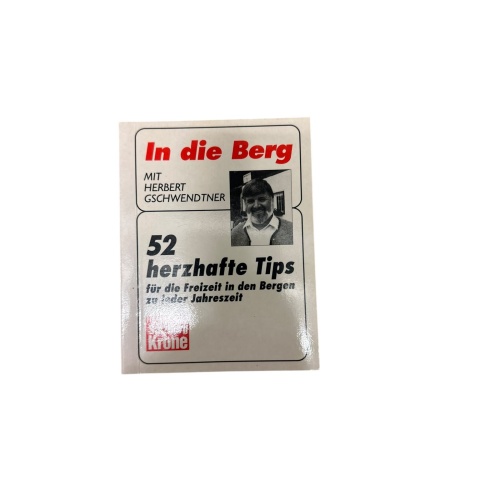 In die Berg
MIT
HERBERT
GSCHWENDTNER
52
herzhafte Tips
für die Freizeit in den Bergen
zu jeder Jahreszeit
Krone